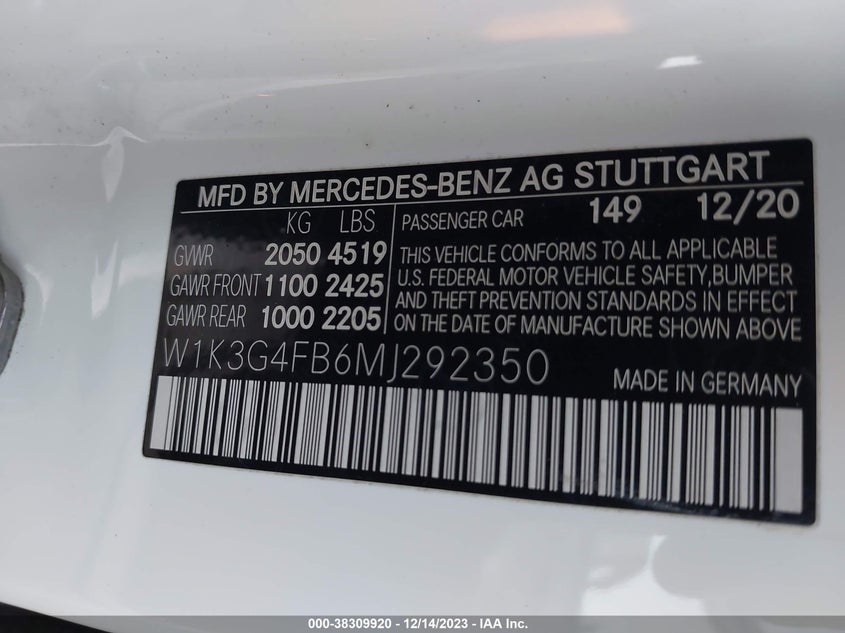 MFD BY MERCEDES-BENZ AG STUTTGART
KG LBS
GVWR 2050 4519
GAWR FRONT 1100 2425
GAWR REAR 1000 2205
PASSENGER CAR 149 12/20
THIS VEHICLE CONFORMS TO ALL APPLICABLE
U.S. FEDERAL MOTOR VEHICLE SAFETY,BUMPER
AND THEFT PREVENTION STANDARDS IN EFFECT
ON THE DATE OF MANUFACTURE SHOWN ABOVE
W1K3G4FB6MJ292350
MADE IN GERMANY
000-38309920 - 12/14/2023 - IAA Inc.